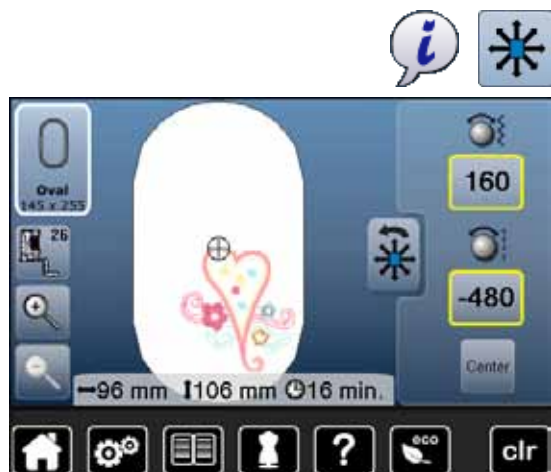 i
Oval
145 x 255
26
160
-480
Center
96 mm 106 mm 16 min.
?
eco
clr